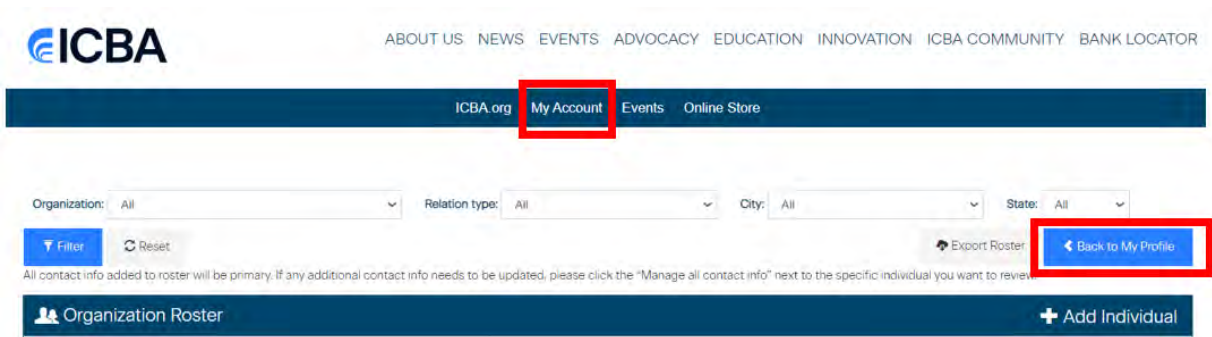 ICBA
ABOUT US NEWS EVENTS ADVOCACY EDUCATION INNOVATION ICBA COMMUNITY BANK LOCATOR
ICBA.org My Account Events Online Store
Organization: All Relation type: All City: All State: All
Filter Reset Export Roster Back to My Profile
All contact info added to roster will be primary. If any additional contact info needs to be updated, please click the "Manage all contact info" next to the specific individual you want to review.
Organization Roster Add Individual